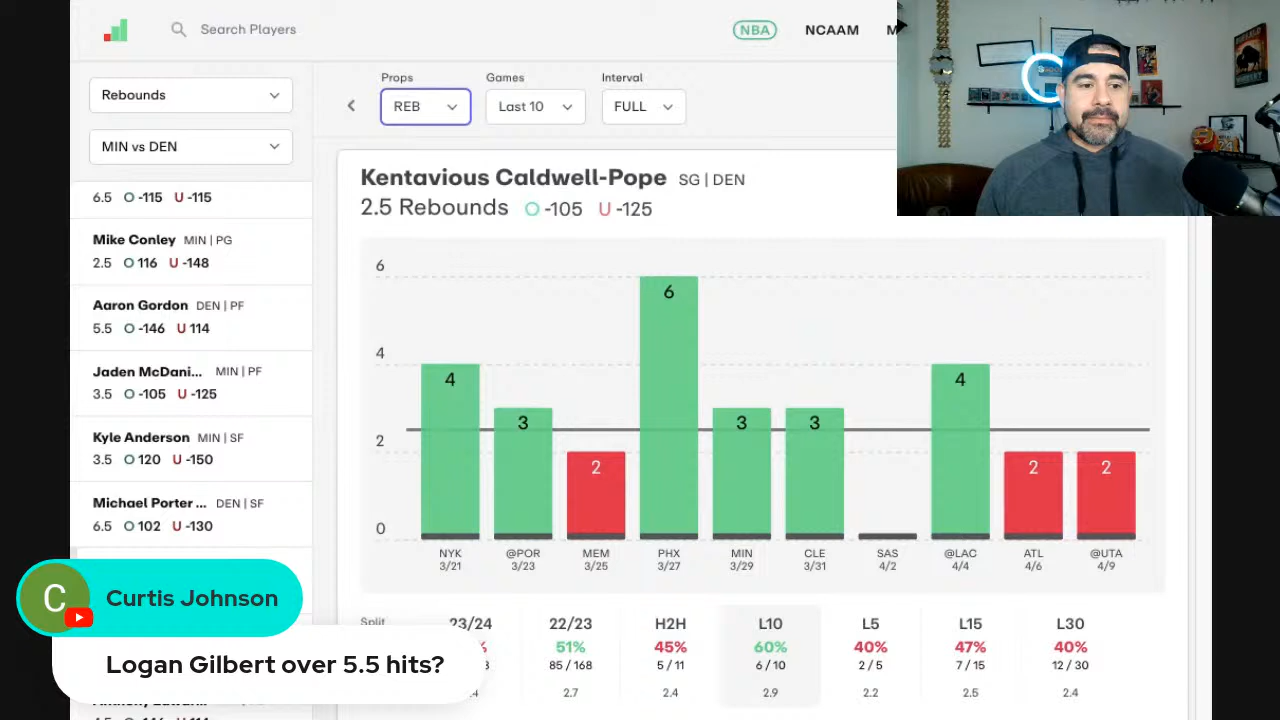 Search Players
NBA
NCAAM
Rebounds
MIN vs DEN
6.5 O -115 U -115
Mike Conley MIN | PG
2.5 O 116 U -148
Aaron Gordon DEN | PF
5.5 O -146 U 114
Jaden McDani... MIN | PF
3.5 O -105 U -125
Kyle Anderson MIN | SF
3.5 O 120 U -150
Michael Porter ... DEN | SF
6.5 O 102 U -130
Props
REB
Games
Last 10
Interval
FULL
Kentavious Caldwell-Pope SG | DEN
2.5 Rebounds O -105 U -125
6
4
2
0
4
3
2
6
3
3
4
2
2
NYK
3/21
@POR
3/23
MEM
3/25
PHX
3/27
MIN
3/29
CLE
3/31
SAS
4/2
@LAC
4/4
ATL
4/6
@UTA
4/9
Split
23/24
22/23
51%
85 / 168
2.7
H2H
45%
5 / 11
2.4
L10
60%
6 / 10
2.9
L5
40%
2 / 5
2.2
L15
47%
7 / 15
2.5
L30
40%
12 / 30
2.4
C
Curtis Johnson
Logan Gilbert over 5.5 hits?